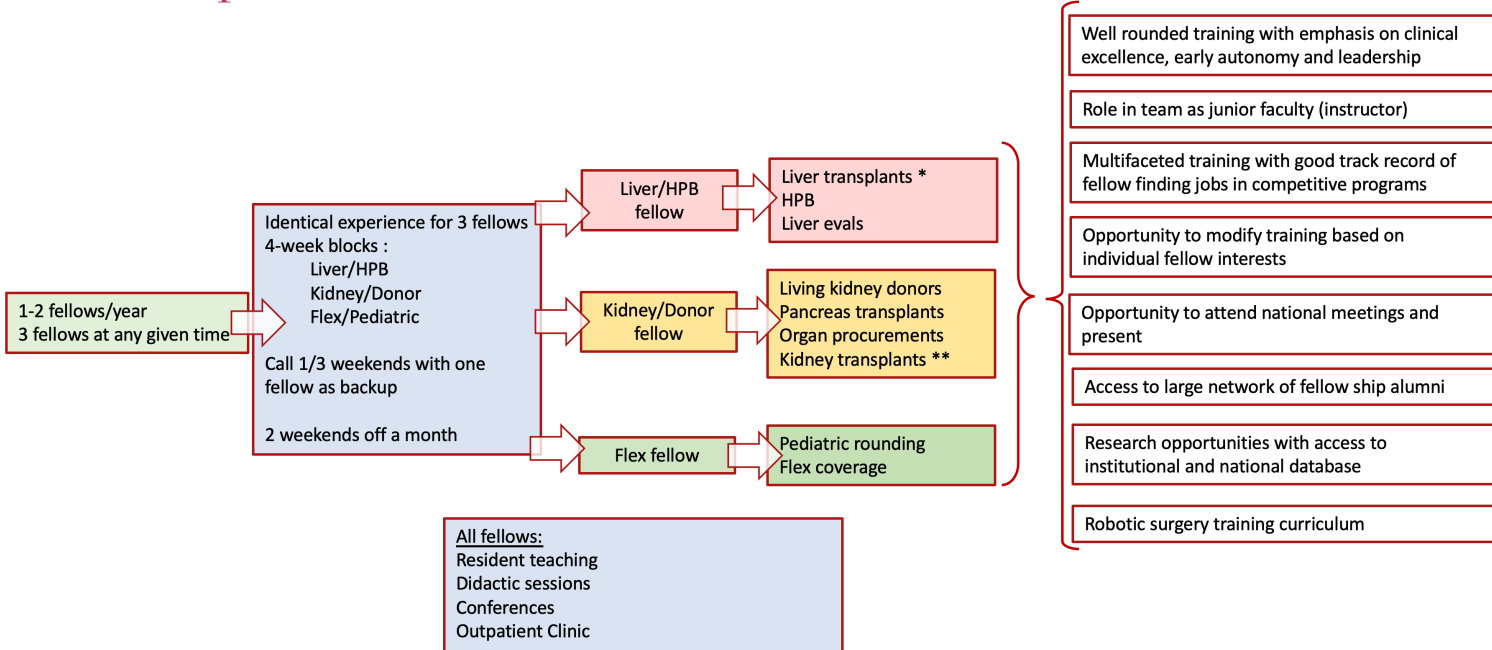 1-2 fellows/year
3 fellows at any given time
Identical experience for 3 fellows
4-week blocks :
Liver/HPB
Kidney/Donor
Flex/Pediatric
Call 1/3 weekends with one
fellow as backup
2 weekends off a month
Liver/HPB
fellow
Liver transplants *
HPB
Liver evals
Kidney/Donor
fellow
Living kidney donors
Pancreas transplants
Organ procurements
Kidney transplants **
Flex fellow
Pediatric rounding
Flex coverage
All fellows:
Resident teaching
Didactic sessions
Conferences
Outpatient Clinic
Well rounded training with emphasis on clinical
excellence, early autonomy and leadership
Role in team as junior faculty (instructor)
Multifaceted training with good track record of
fellow finding jobs in competitive programs
Opportunity to modify training based on
individual fellow interests
Opportunity to attend national meetings and
present
Access to large network of fellow ship alumni
Research opportunities with access to
institutional and national database
Robotic surgery training curriculum